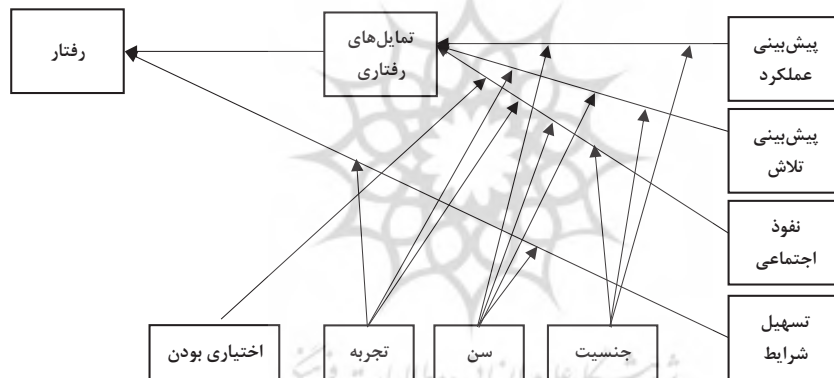 پیش‌بینی
عملکرد
تمایل‌های
رفتاری
رفتار
پیش‌بینی
تلاش
نفوذ
اجتماعی
تسهیل
شرایط
جنسیت
سن
تجربه
اختیاری بودن